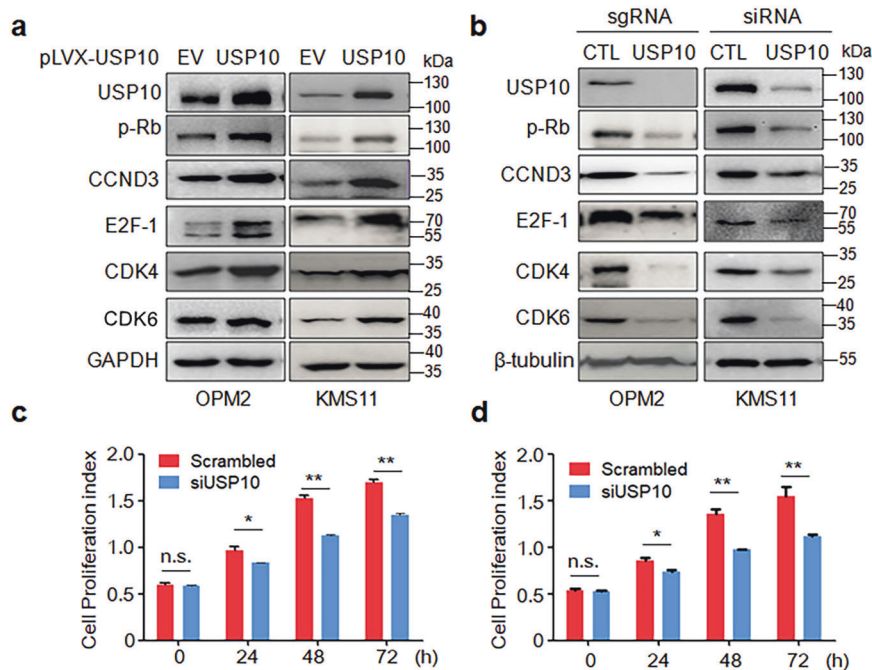 a
pLVX-USP10 EV USP10 EV USP10 kDa
USP10 130
100
p-Rb 130
100
CCND3 35
25
E2F-1 70
55
CDK4 35
25
CDK6 40
35
GAPDH 40
35
OPM2 KMS11
b
sgRNA siRNA
CTL USP10 CTL USP10 kDa
USP10 130
100
p-Rb 130
100
CCND3 35
25
E2F-1 70
55
CDK4 35
25
CDK6 40
35
β-tubulin 55
OPM2 KMS11
c
Cell Proliferation index
2.0
1.5
1.0
0.5
0
Scrambled
siUSP10
n.s. * ** **
0 24 48 72 (h)
d
Cell Proliferation index
2.0
1.5
1.0
0.5
0
Scrambled
siUSP10
n.s. * ** **
0 24 48 72 (h)